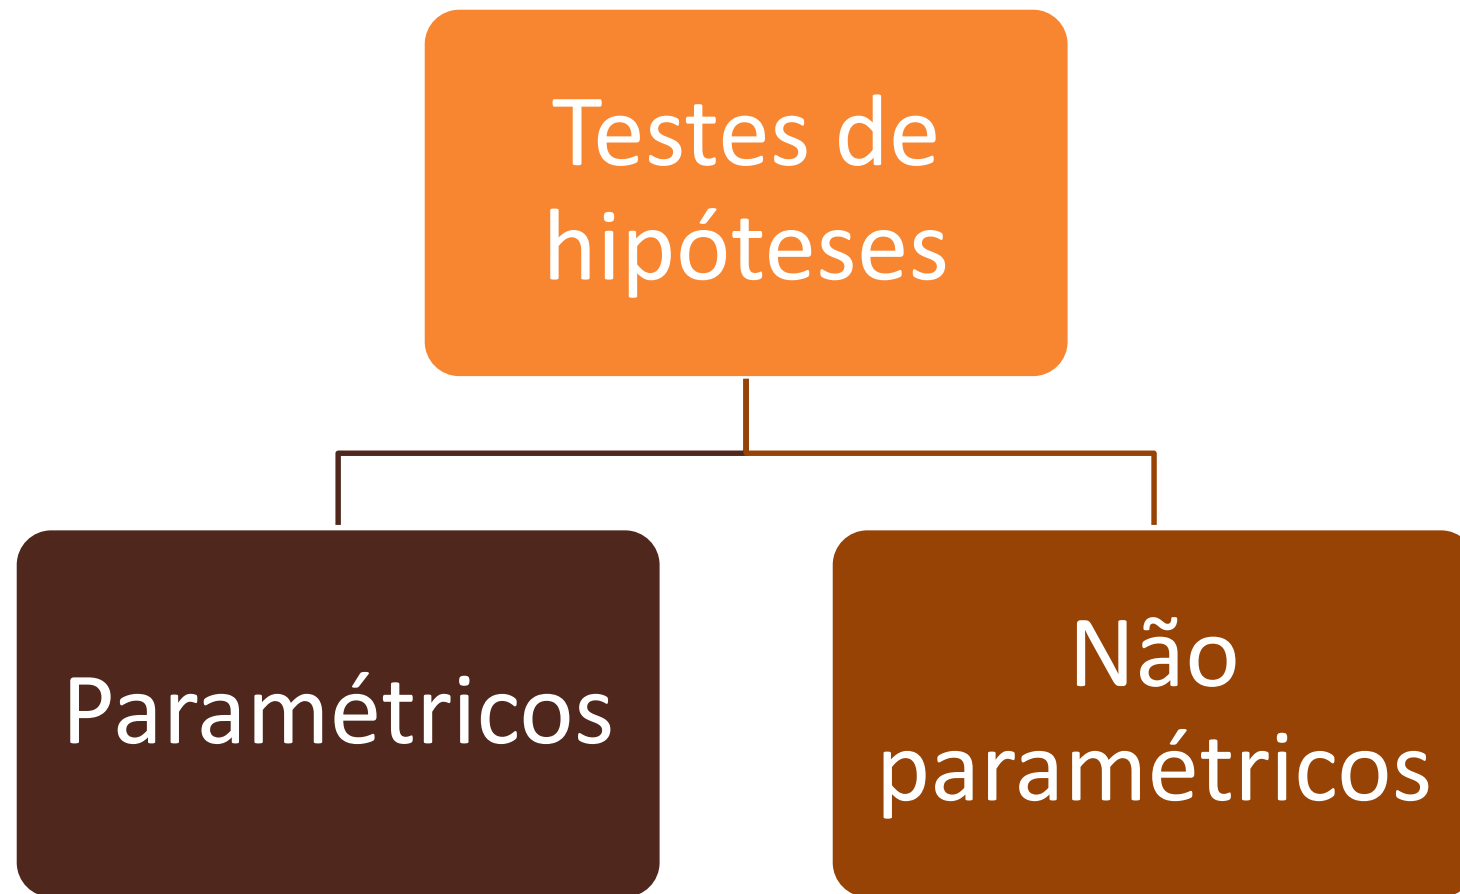 Testes de
hipóteses
Paramétricos
Não
paramétricos